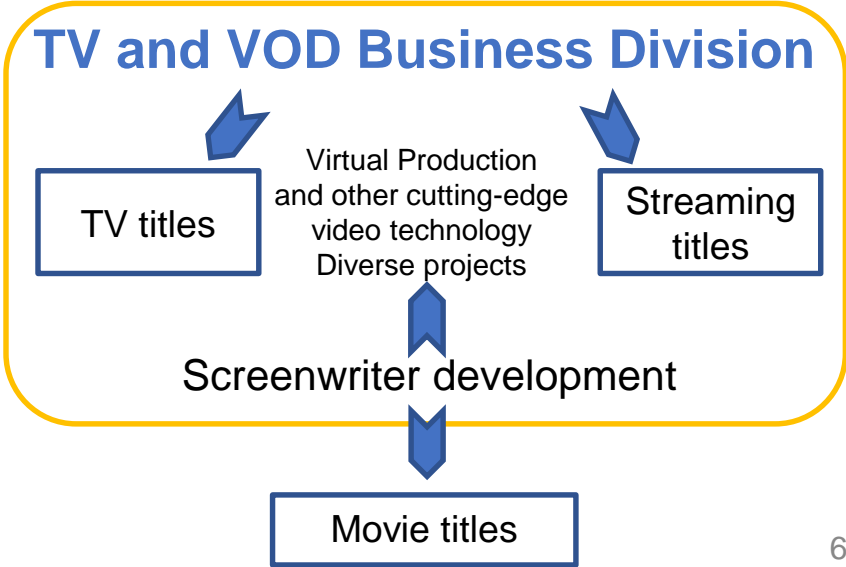 TV and VOD Business Division
TV titles
Virtual Production
and other cutting-edge
video technology
Diverse projects
Streaming
titles
Screenwriter development
Movie titles
6